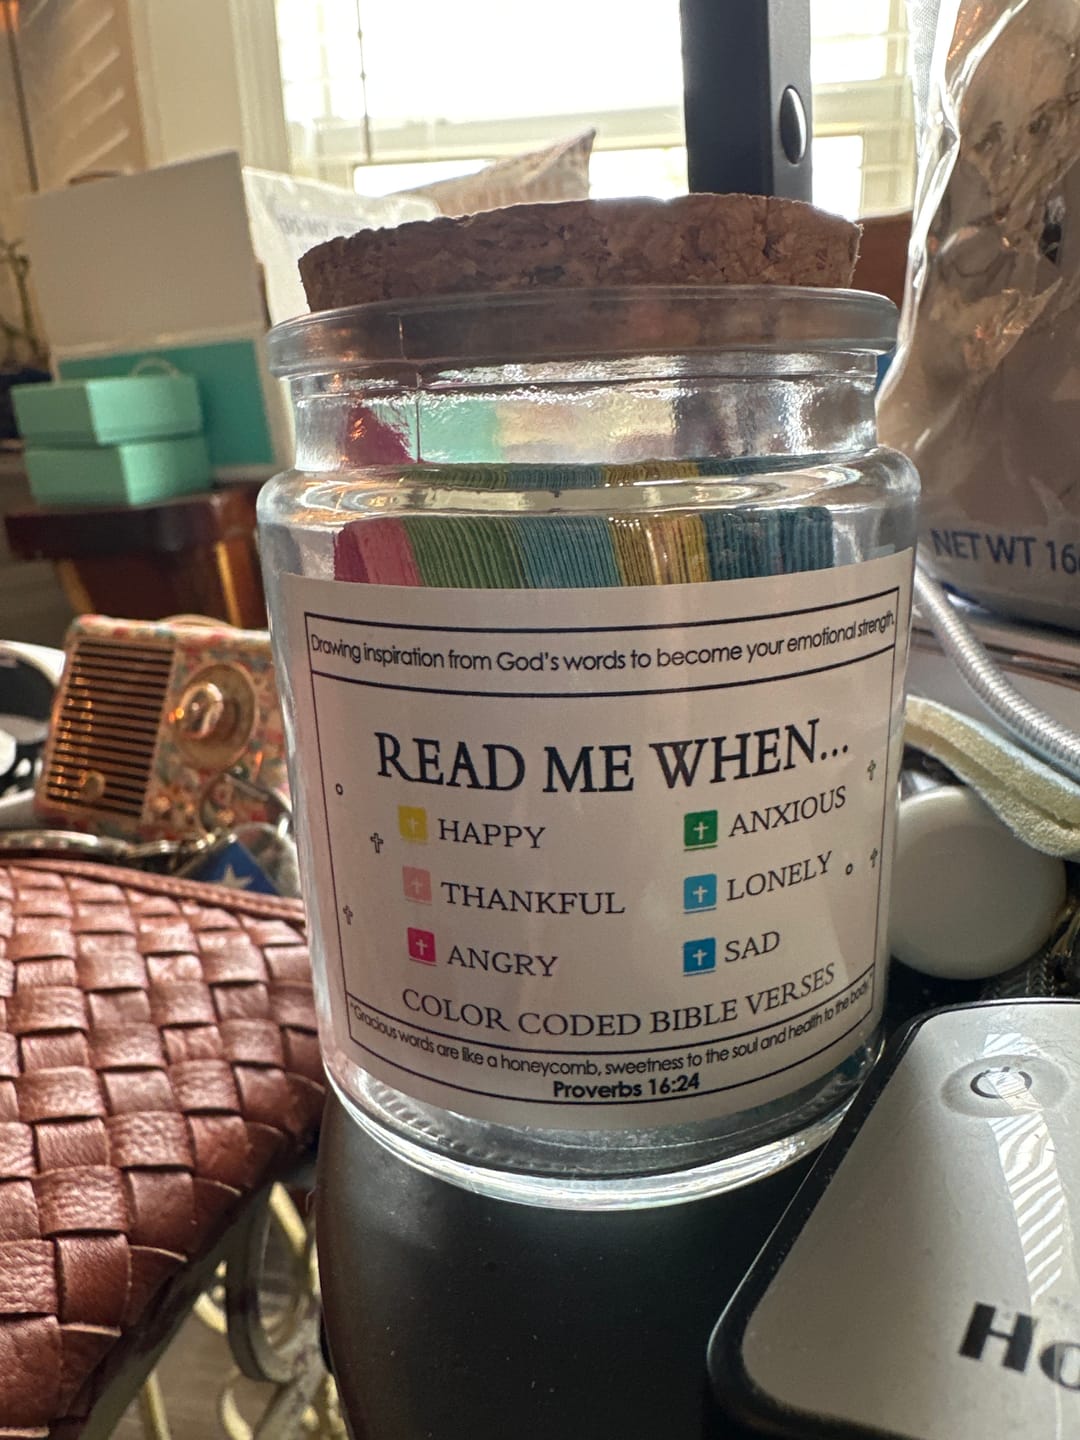 NET WT 16
Drawing inspiration from God's words to become your emotional strength.
READ ME WHEN...
HAPPY
ANXIOUS
THANKFUL
LONELY
ANGRY
SAD
COLOR CODED BIBLE VERSES
"Gracious words are like a honeycomb, sweetness to the soul and health to the body."
Proverbs 16:24
Ho